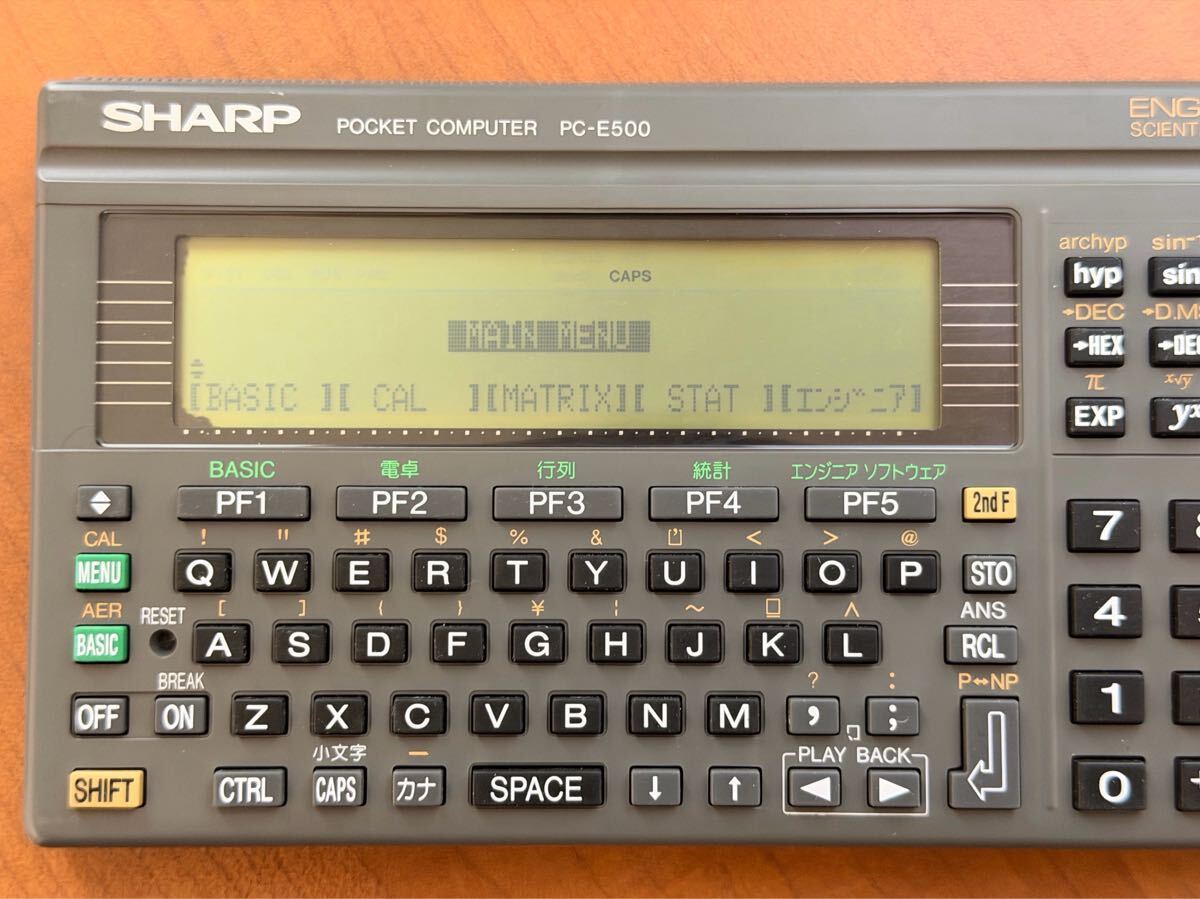 SHARP POCKET COMPUTER PC-E500 ENG
SCIENT
CAPS
MAIN MENU
[BASIC ][ CAL ][MATRIX][ STAT ][エンジニア]
BASIC 電卓 行列 統計 エンジニア ソフトウェア
PF1 PF2 PF3 PF4 PF5 2nd F
CAL ! " # $ % & [’] < > @
MENU Q W E R T Y U I O P STO
AER RESET [ ] { } ¥ ¦ ~ □ ^ ANS
BASIC A S D F G H J K L RCL
BREAK ? : P↔NP
OFF ON Z X C V B N M , ;
小文字 — PLAY BACK
SHIFT CTRL CAPS カナ SPACE ↓ ↑ ◀ ▶
archyp sin⁻
hyp sin
→DEC →D.MS
→HEX →DEG
π x√y
EXP yx
7
4
1
0